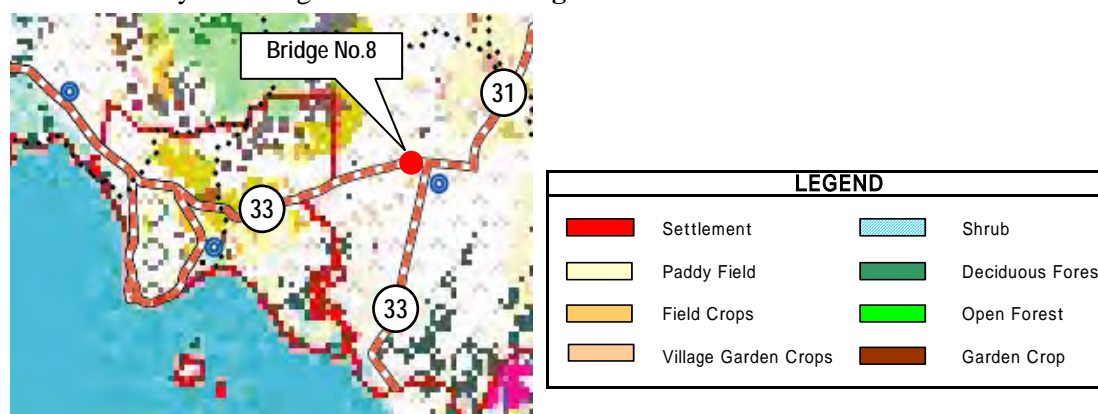 Bridge No.8
31
33
33
LEGEND
Settlement
Shrub
Paddy Field
Deciduous Fores
Field Crops
Open Forest
Village Garden Crops
Garden Crop